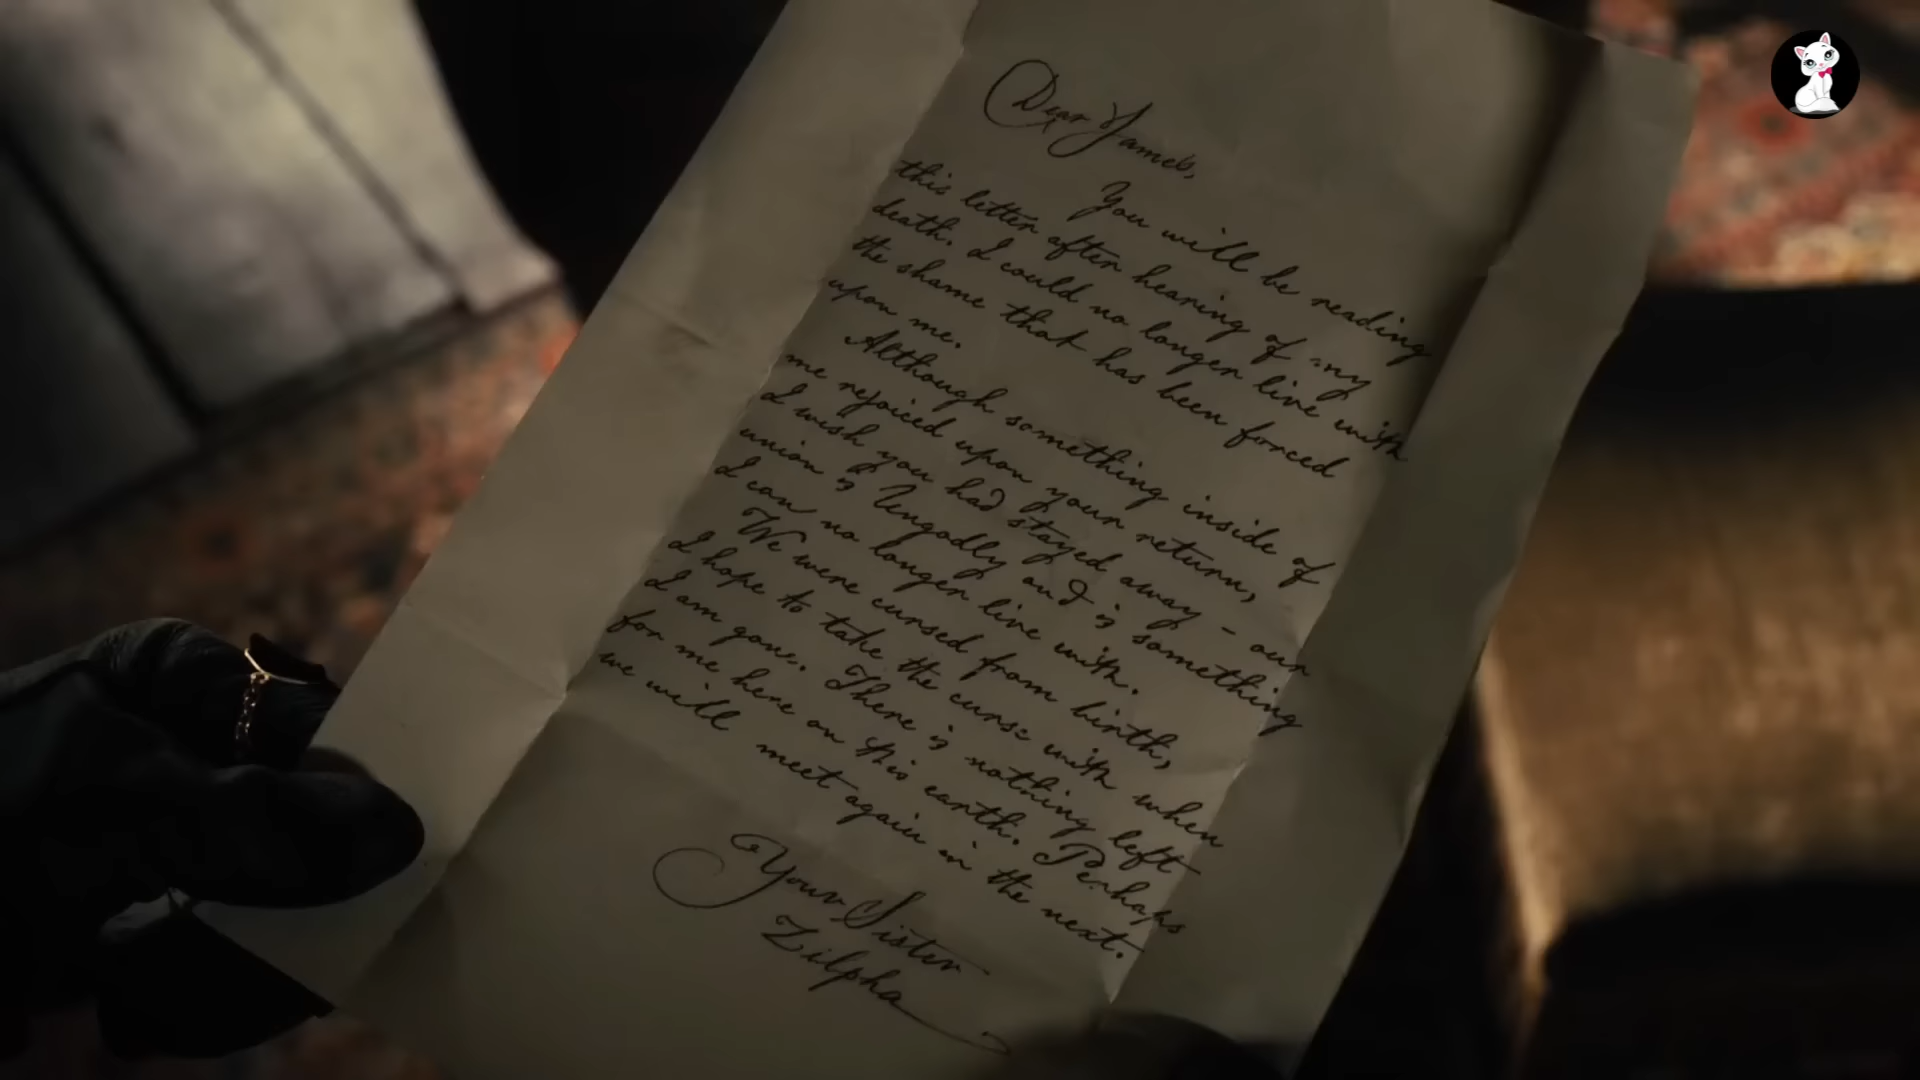 Dear James,
You will be reading
this letter after hearing of my
death. I could no longer live with
the shame that has been forced
upon me.
Although something inside of
me rejoiced upon your return,
I wish you had stayed away - our
union is Ungodly and is something
I can no longer live with.
We were cursed from birth,
I hope to take the curse with when
I am gone. There is nothing left
for me here on this earth. Perhaps
we will meet again in the next.
Your Sister
Zilpha